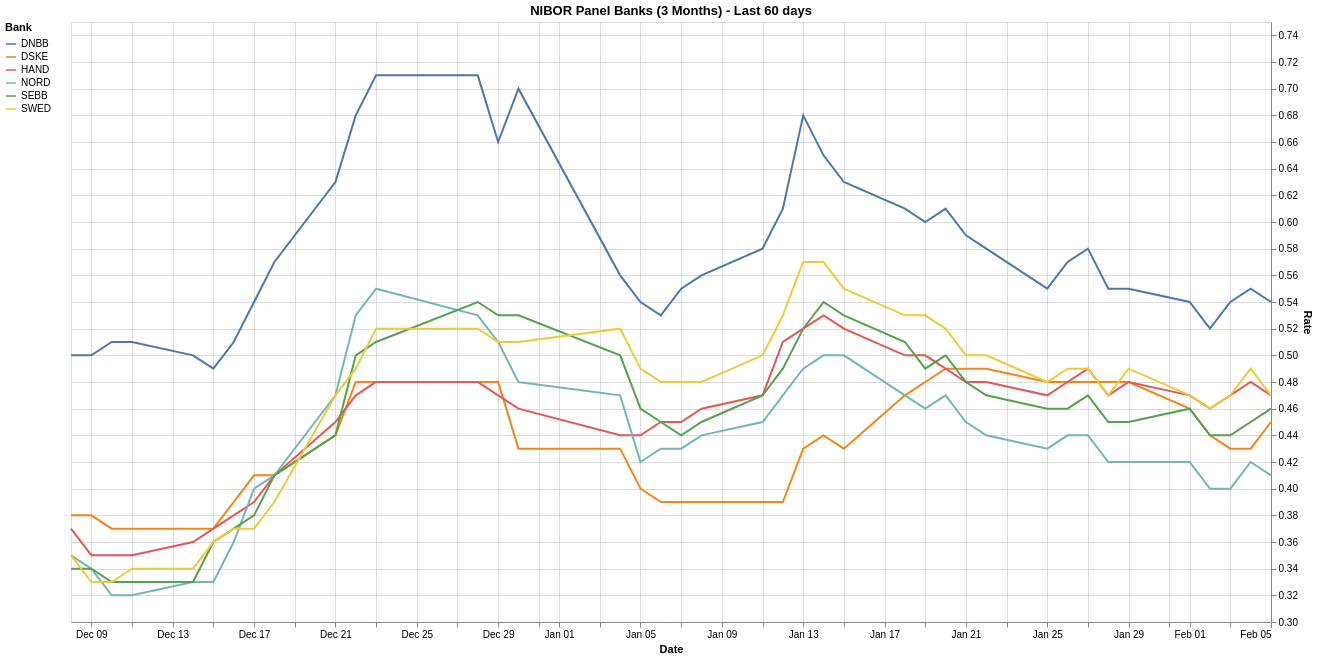 NIBOR Panel Banks (3 Months) - Last 60 days
Bank
DNBB
DSKE
HAND
NORD
SEBB
SWED
0.74
0.72
0.70
0.68
0.66
0.64
0.62
0.60
0.58
0.56
0.54
0.52
0.50
0.48
0.46
0.44
0.42
0.40
0.38
0.36
0.34
0.32
0.30
Rate
Dec 09 Dec 13 Dec 17 Dec 21 Dec 25 Dec 29 Jan 01 Jan 05 Jan 09 Jan 13 Jan 17 Jan 21 Jan 25 Jan 29 Feb 01 Feb 05
Date